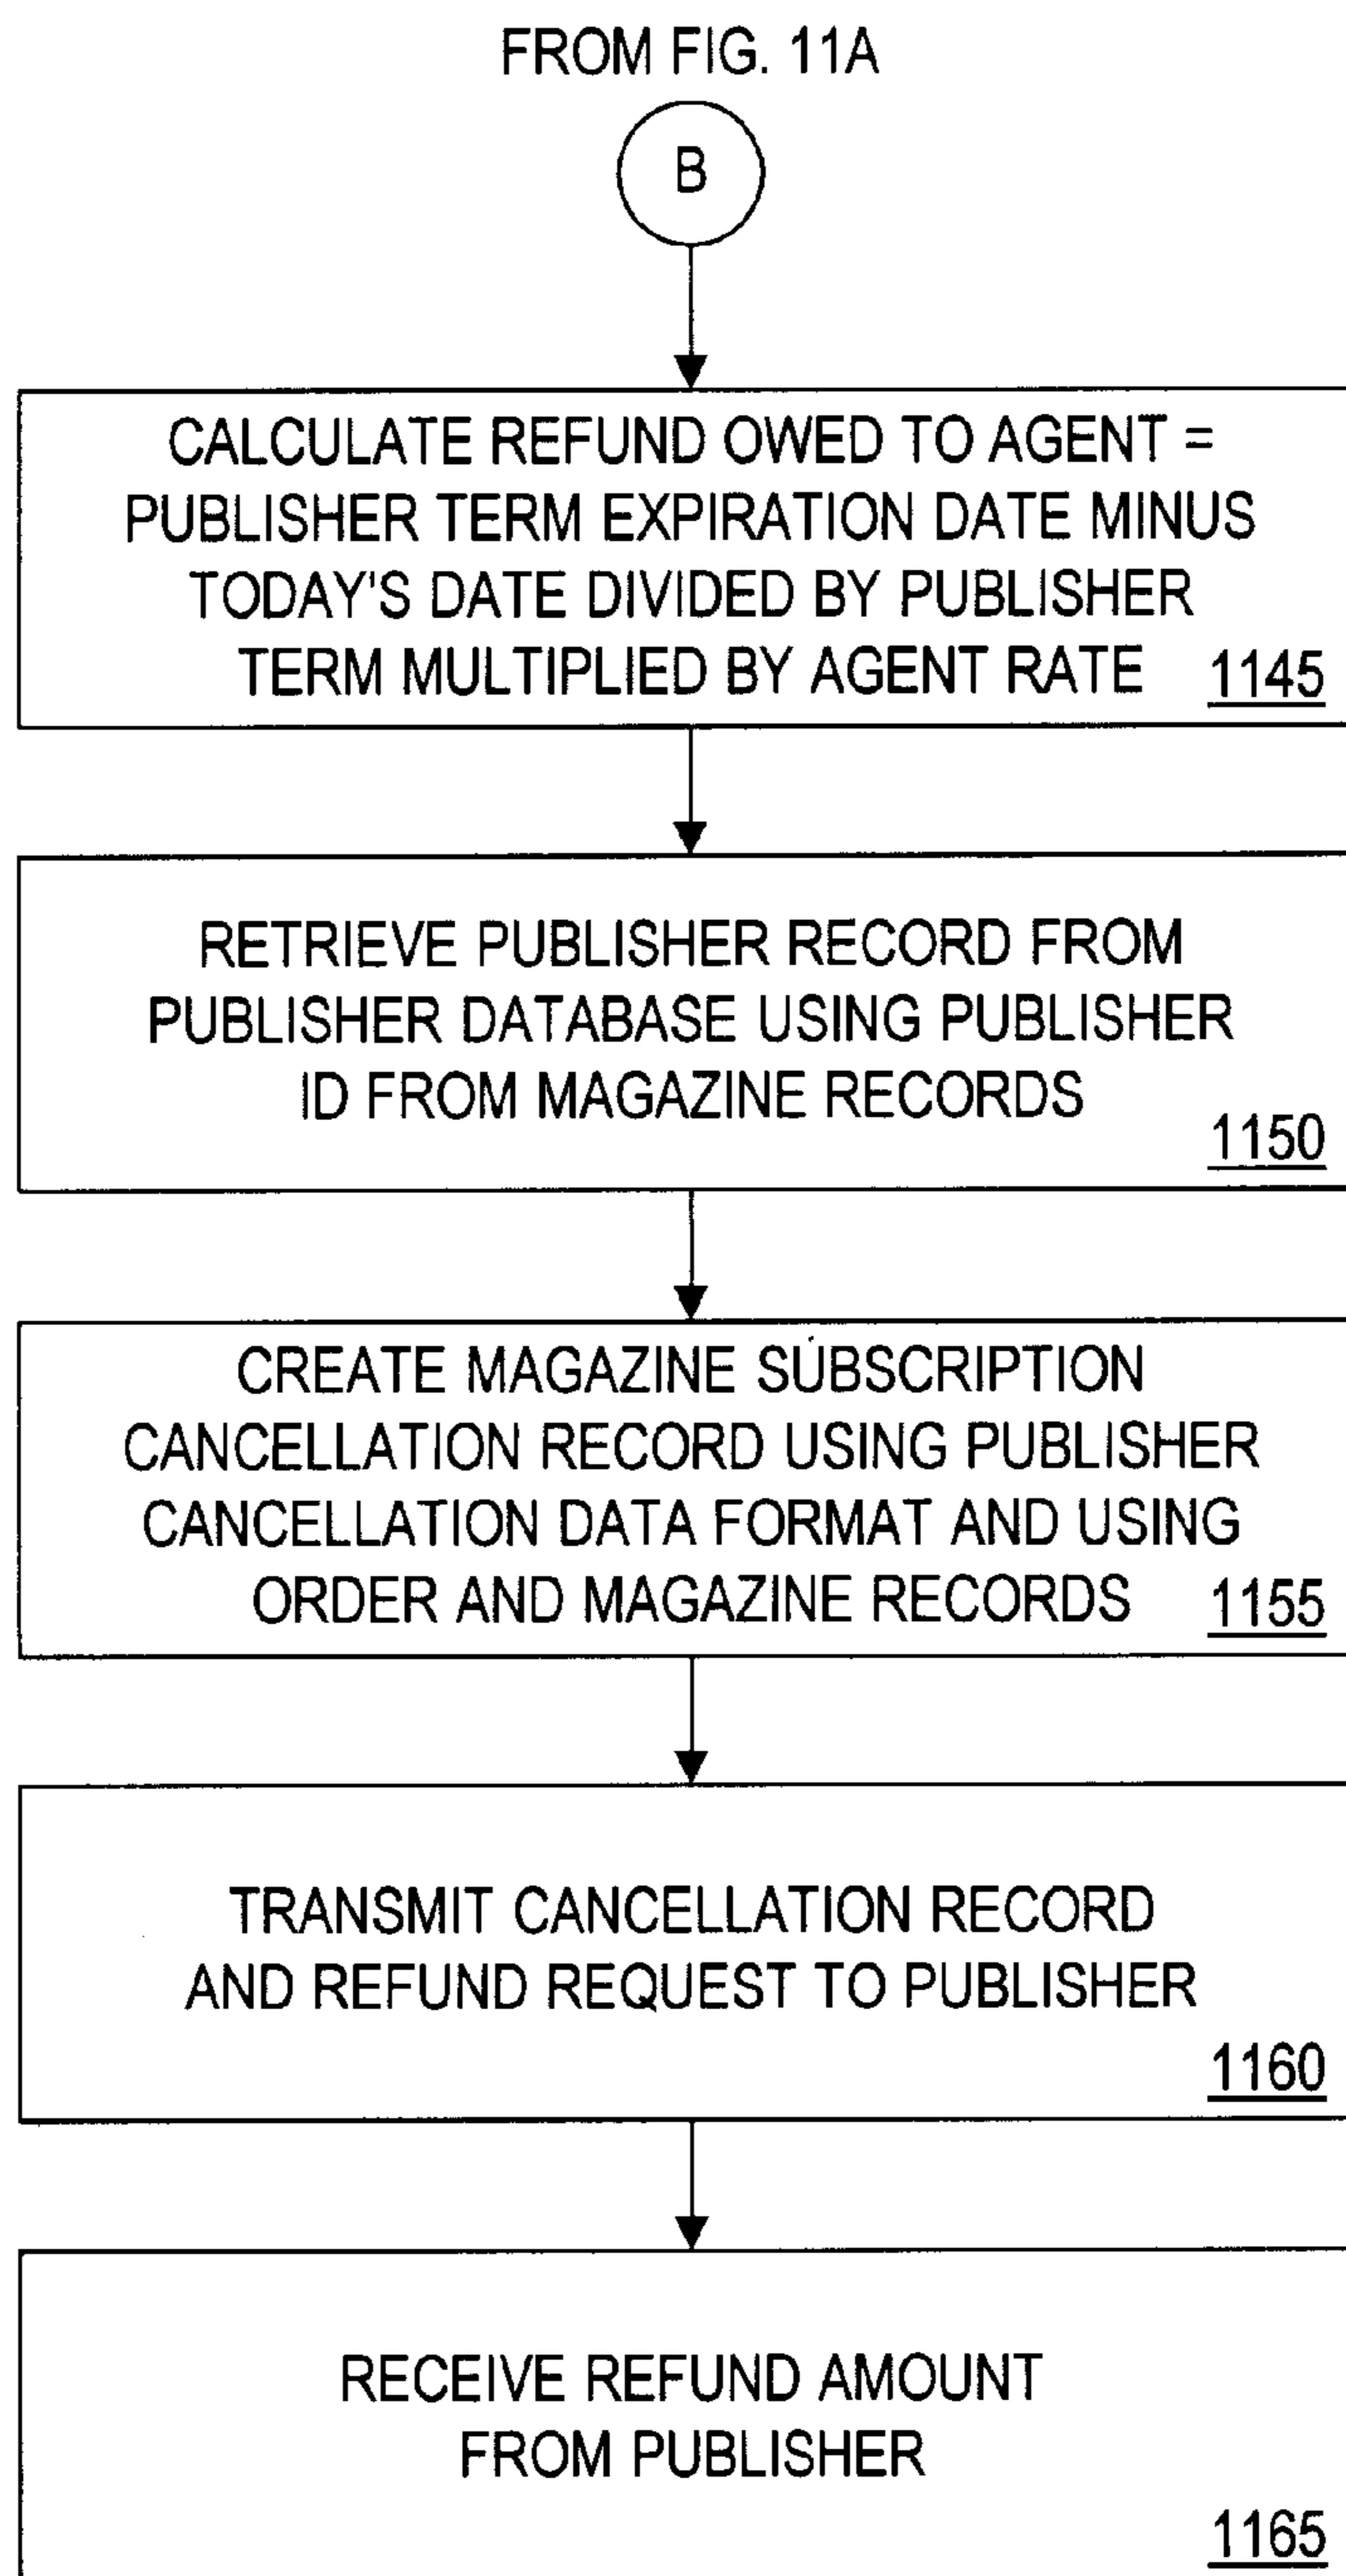 FROM FIG. 11A
B
CALCULATE REFUND OWED TO AGENT =
PUBLISHER TERM EXPIRATION DATE MINUS
TODAY'S DATE DIVIDED BY PUBLISHER
TERM MULTIPLIED BY AGENT RATE 1145
RETRIEVE PUBLISHER RECORD FROM
PUBLISHER DATABASE USING PUBLISHER
ID FROM MAGAZINE RECORDS
1150
CREATE MAGAZINE SUBSCRIPTION
CANCELLATION RECORD USING PUBLISHER
CANCELLATION DATA FORMAT AND USING
ORDER AND MAGAZINE RECORDS 1155
TRANSMIT CANCELLATION RECORD
AND REFUND REQUEST TO PUBLISHER
1160
RECEIVE REFUND AMOUNT
FROM PUBLISHER
1165